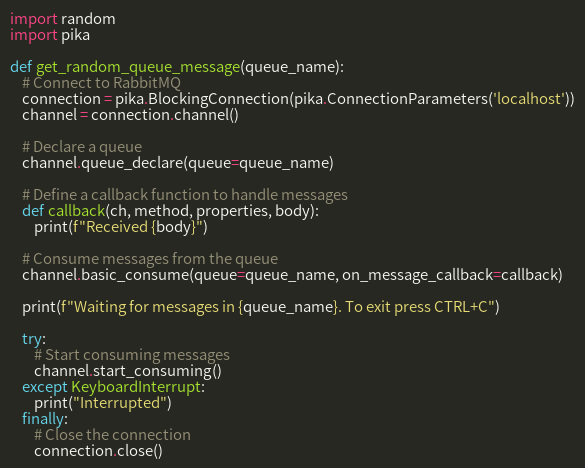 import random
import pika

def get_random_queue_message(queue_name):
    # Connect to RabbitMQ
    connection = pika.BlockingConnection(pika.ConnectionParameters('localhost'))
    channel = connection.channel()

    # Declare a queue
    channel.queue_declare(queue=queue_name)

    # Define a callback function to handle messages
    def callback(ch, method, properties, body):
        print(f"Received {body}")

    # Consume messages from the queue
    channel.basic_consume(queue=queue_name, on_message_callback=callback)

    print(f"Waiting for messages in {queue_name}. To exit press CTRL+C")

    try:
        # Start consuming messages
        channel.start_consuming()
    except KeyboardInterrupt:
        print("Interrupted")
    finally:
        # Close the connection
        connection.close()